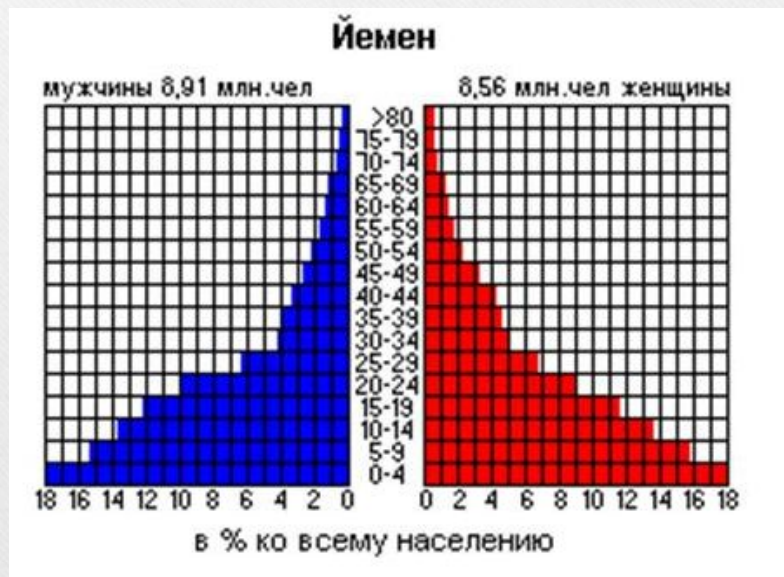 Йемен
мужчины 8,91 млн.чел
8,56 млн.чел женщины
>80
75-79
70-74
65-69
60-64
55-59
50-54
45-49
40-44
35-39
30-34
25-29
20-24
15-19
10-14
5-9
0-4
18 16 14 12 10 8 6 4 2 0
0 2 4 6 8 10 12 14 16 18
в % ко всему населению